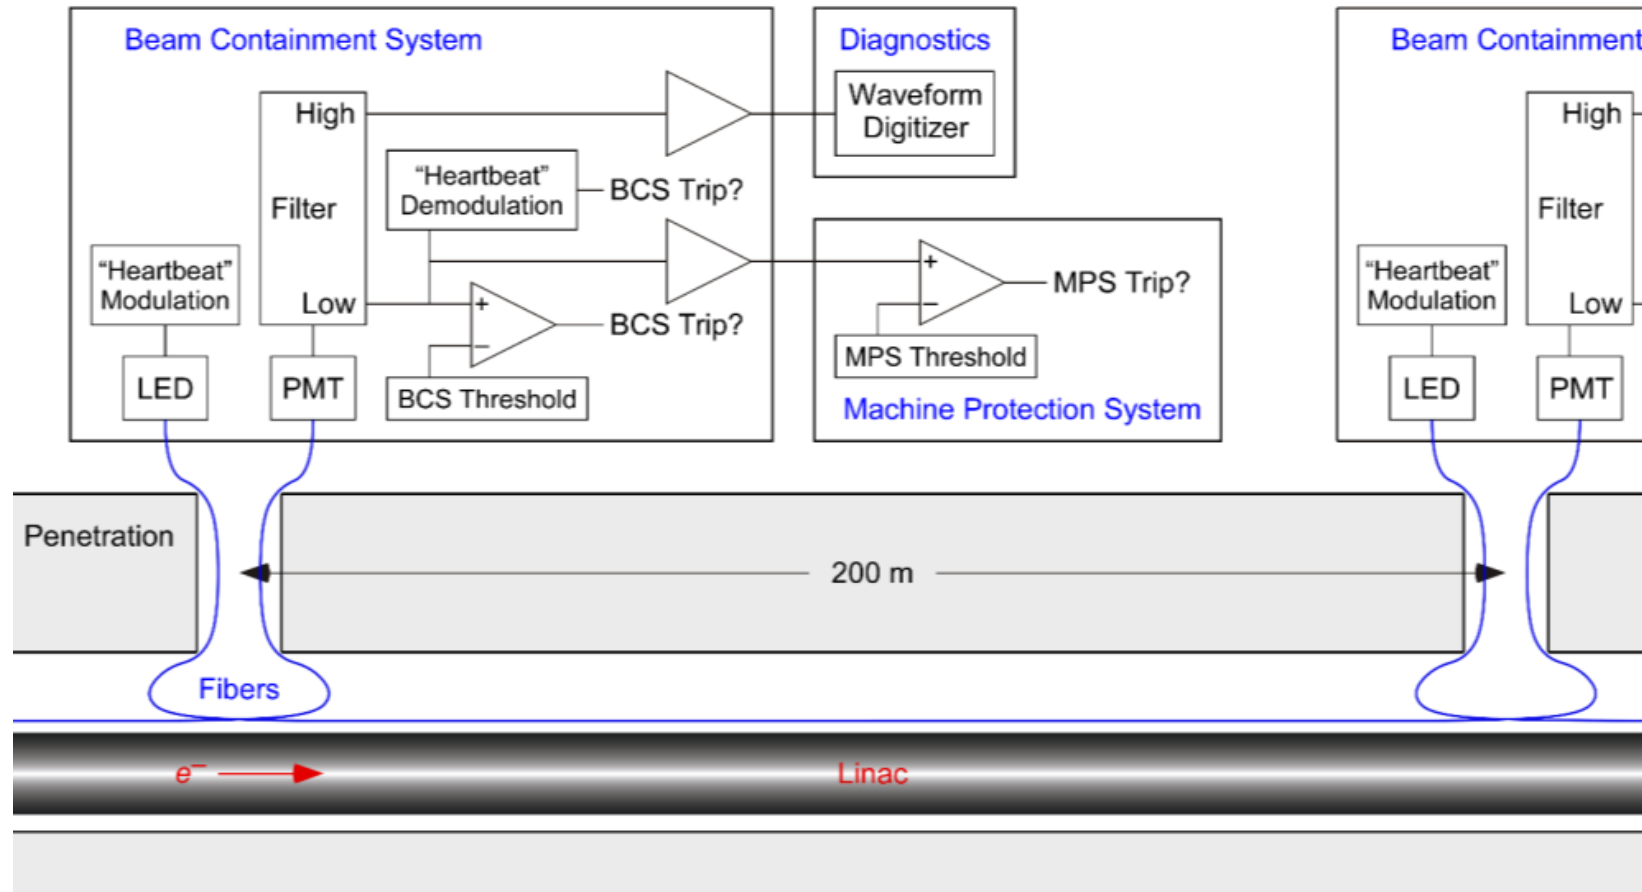 Beam Containment System
High
Filter
Low
“Heartbeat”
Modulation
LED
PMT
“Heartbeat”
Demodulation
BCS Trip?
+
−
BCS Trip?
BCS Threshold
Diagnostics
Waveform
Digitizer
+
−
MPS Trip?
MPS Threshold
Machine Protection System
Beam Containment
High
Filter
Low
“Heartbeat”
Modulation
LED
PMT
Penetration
200 m
Fibers
e−
Linac